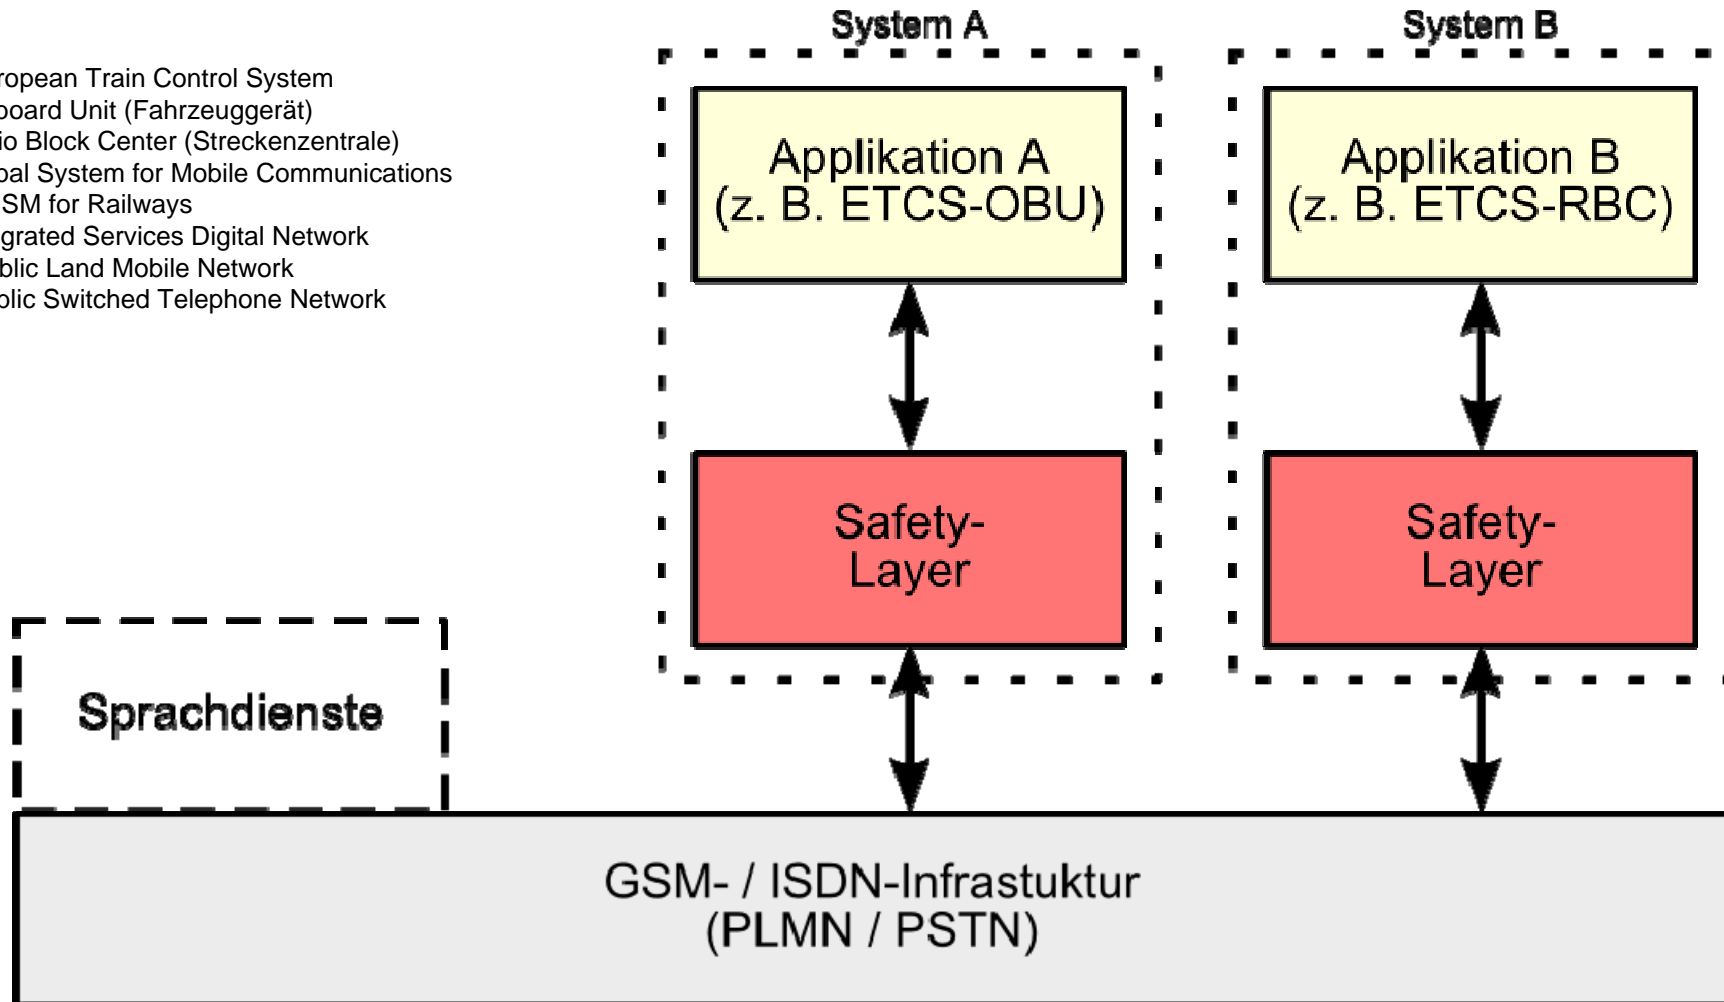 System A
System B
ropean Train Control System
board Unit (Fahrzeuggerät)
io Block Center (Streckenzentrale)
bal System for Mobile Communications
SM for Railways
grated Services Digital Network
blic Land Mobile Network
blic Switched Telephone Network
Applikation A
(z. B. ETCS-OBU)
Applikation B
(z. B. ETCS-RBC)
Safety-
Layer
Safety-
Layer
Sprachdienste
GSM- / ISDN-Infrastuktur
(PLMN / PSTN)